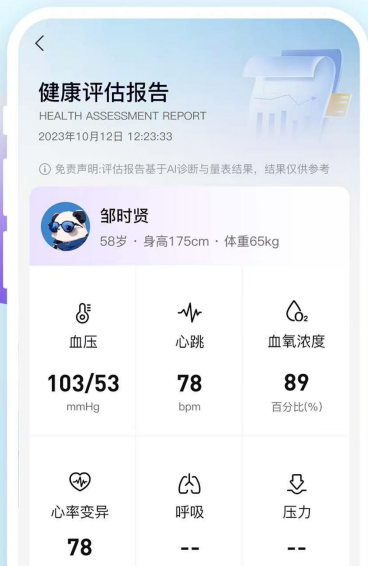 健康评估报告
HEALTH ASSESSMENT REPORT
2023年10月12日 12:23:33
免责声明:评估报告基于AI诊断与量表结果，结果仅供参考
邹时贤
58岁 · 身高175cm · 体重65kg
O₂
血压 心跳 血氧浓度
103/53 78 89
mmHg bpm 百分比(%)
心率变异 呼吸 压力
78 -- --